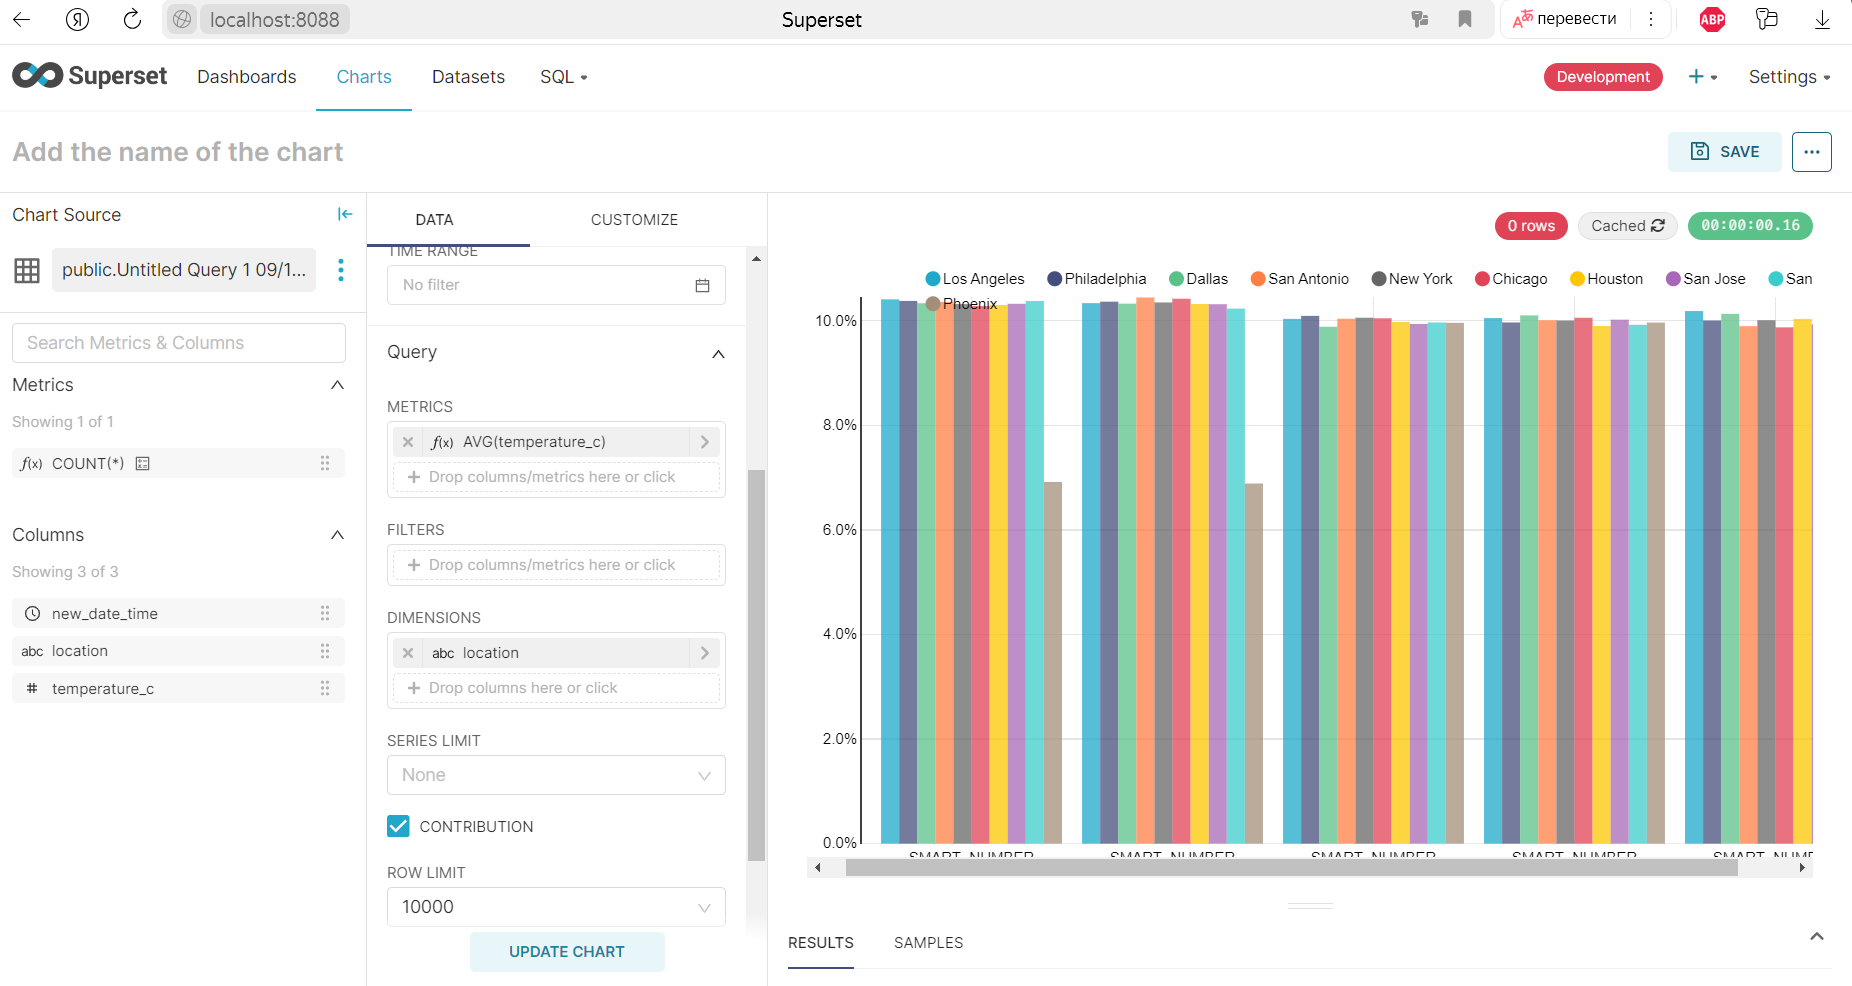 Я localhost:8088 Superset перевести ABP
Superset Dashboards Charts Datasets SQL Development + Settings
Add the name of the chart SAVE
Chart Source
public.Untitled Query 1 09/1...
Search Metrics & Columns
Metrics
Showing 1 of 1
f(x) COUNT(*)
Columns
Showing 3 of 3
new_date_time
abc location
# temperature_c
DATA CUSTOMIZE
TIME RANGE
No filter
Query
METRICS
f(x) AVG(temperature_c)
+ Drop columns/metrics here or click
FILTERS
+ Drop columns/metrics here or click
DIMENSIONS
abc location
+ Drop columns here or click
SERIES LIMIT
None
CONTRIBUTION
ROW LIMIT
10000
UPDATE CHART
0 rows Cached 00:00:00.16
Los Angeles Philadelphia Dallas San Antonio New York Chicago Houston San Jose San
Phoenix
10.0%
8.0%
6.0%
4.0%
2.0%
0.0%
SMART_NUMBER SMART_NUMBER SMART_NUMBER SMART_NUMBER SMART_NUME
RESULTS SAMPLES